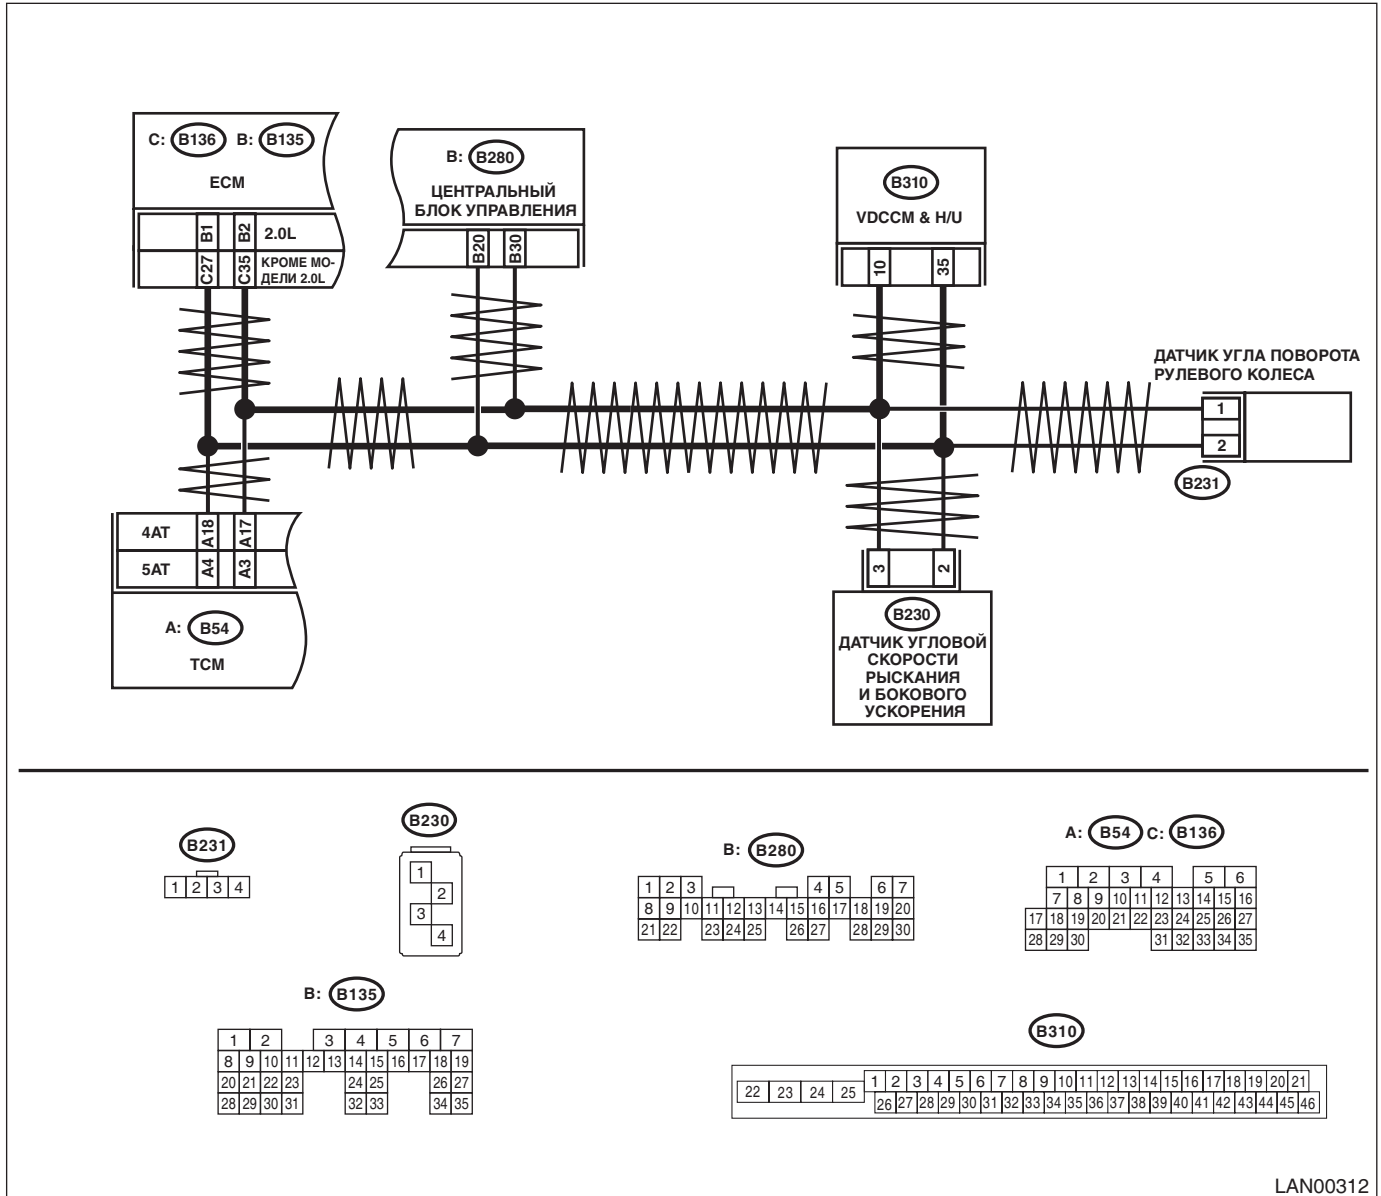 C: B136 B: B135
ECM
B1 B2 2.0L
C27 C35 КРОМЕ МО-
ДЕЛИ 2.0L
B: B280
ЦЕНТРАЛЬНЫЙ
БЛОК УПРАВЛЕНИЯ
B20 B30
B310
VDCCM & H/U
10 35
ДАТЧИК УГЛА ПОВОРОТА
РУЛЕВОГО КОЛЕСА
1
2
B231
4AT A18 A17
5AT A4 A3
A: B54
TCM
3 2
B230
ДАТЧИК УГЛОВОЙ
СКОРОСТИ
РЫСКАНИЯ
И БОКОВОГО
УСКОРЕНИЯ
B231
1 2 3 4
B230
1
2
3
4
B: B280
1 2 3 4 5 6 7
8 9 10 11 12 13 14 15 16 17 18 19 20
21 22 23 24 25 26 27 28 29 30
A: B54 C: B136
1 2 3 4 5 6
7 8 9 10 11 12 13 14 15 16
17 18 19 20 21 22 23 24 25 26 27
28 29 30 31 32 33 34 35
B: B135
1 2 3 4 5 6 7
8 9 10 11 12 13 14 15 16 17 18 19
20 21 22 23 24 25 26 27
28 29 30 31 32 33 34 35
B310
22 23 24 25 1 2 3 4 5 6 7 8 9 10 11 12 13 14 15 16 17 18 19 20 21
26 27 28 29 30 31 32 33 34 35 36 37 38 39 40 41 42 43 44 45 46
LAN00312